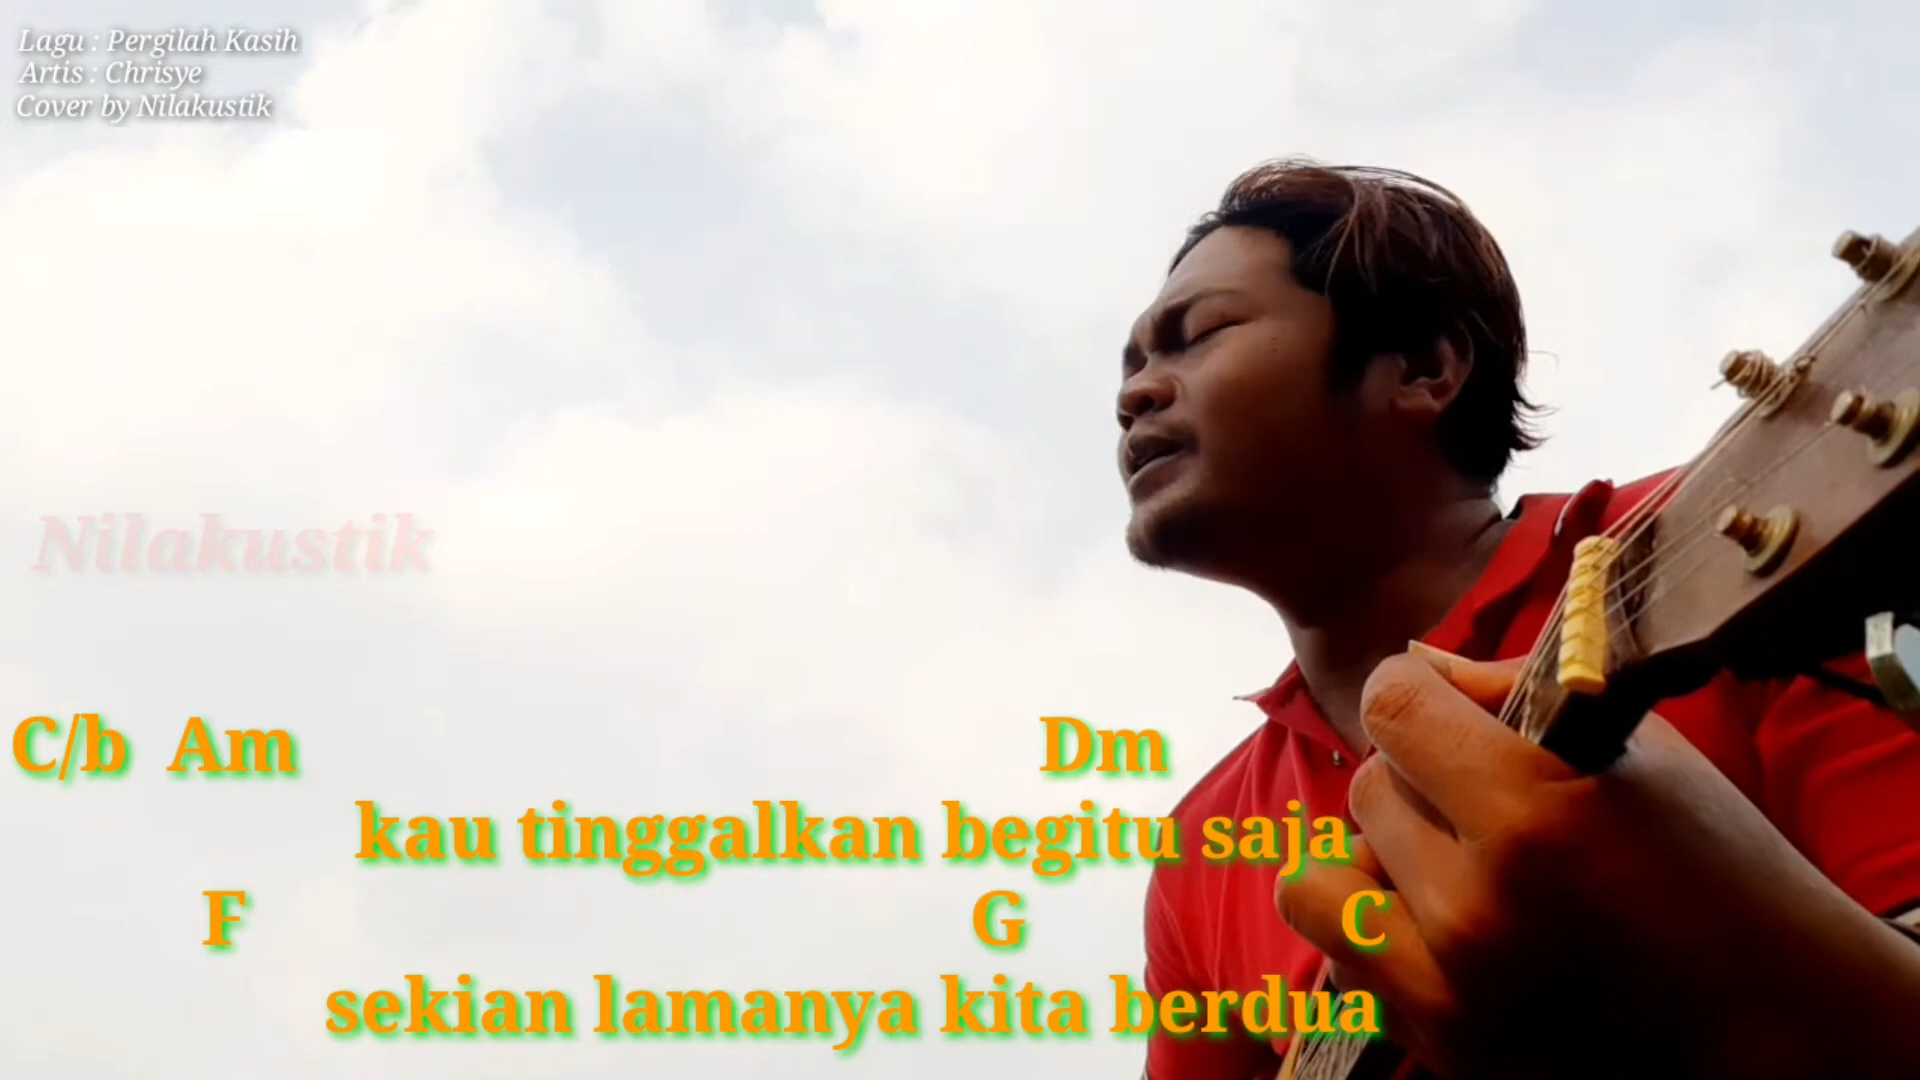 Lagu : Pergilah Kasih
Artis : Chrisye
Cover by Nilakustik
Nilakustik
C/b Am Dm
kau tinggalkan begitu saja
F G C
sekian lamanya kita berdua